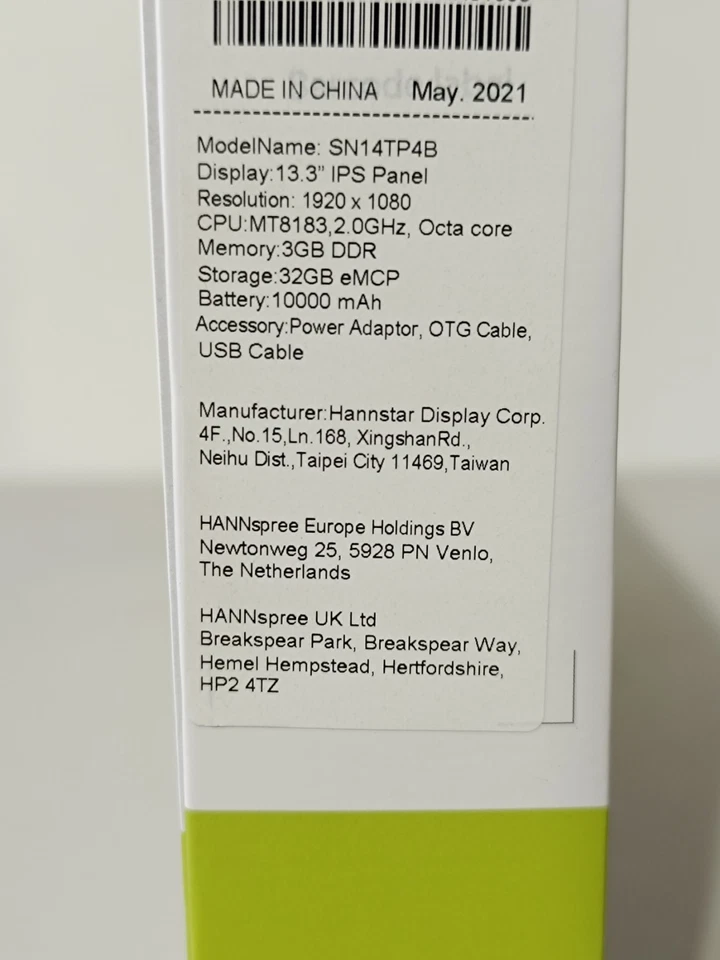 MADE IN CHINA May. 2021
ModelName: SN14TP4B
Display:13.3" IPS Panel
Resolution: 1920 x 1080
CPU:MT8183,2.0GHz, Octa core
Memory:3GB DDR
Storage:32GB eMCP
Battery:10000 mAh
Accessory:Power Adaptor, OTG Cable,
USB Cable
Manufacturer:Hannstar Display Corp.
4F.,No.15,Ln.168, XingshanRd.,
Neihu Dist.,Taipei City 11469,Taiwan
HANNspree Europe Holdings BV
Newtonweg 25, 5928 PN Venlo,
The Netherlands
HANNspree UK Ltd
Breakspear Park, Breakspear Way,
Hemel Hempstead, Hertfordshire,
HP2 4TZ